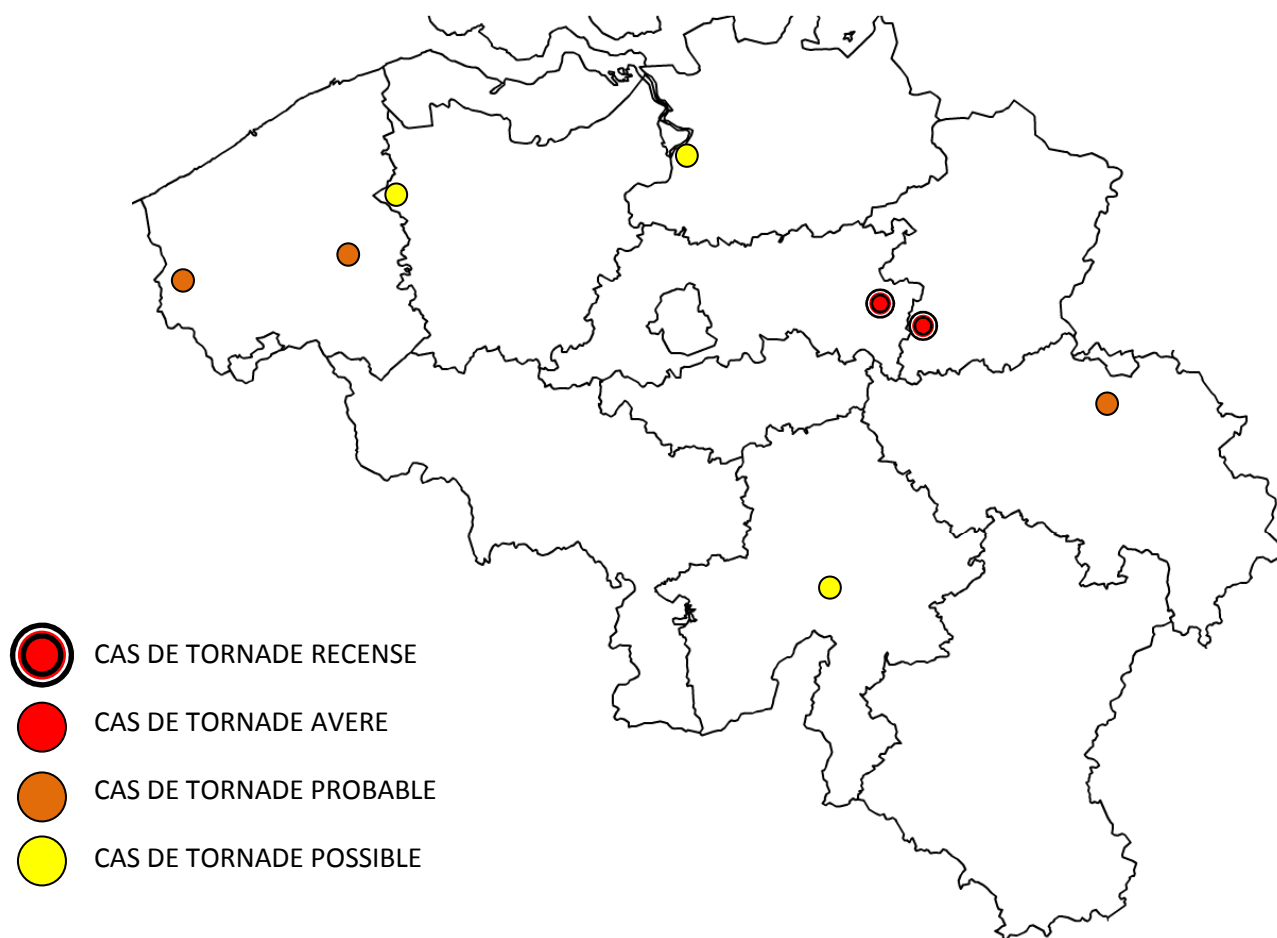 CAS DE TORNADE RECENSE
CAS DE TORNADE AVERE
CAS DE TORNADE PROBABLE
CAS DE TORNADE POSSIBLE